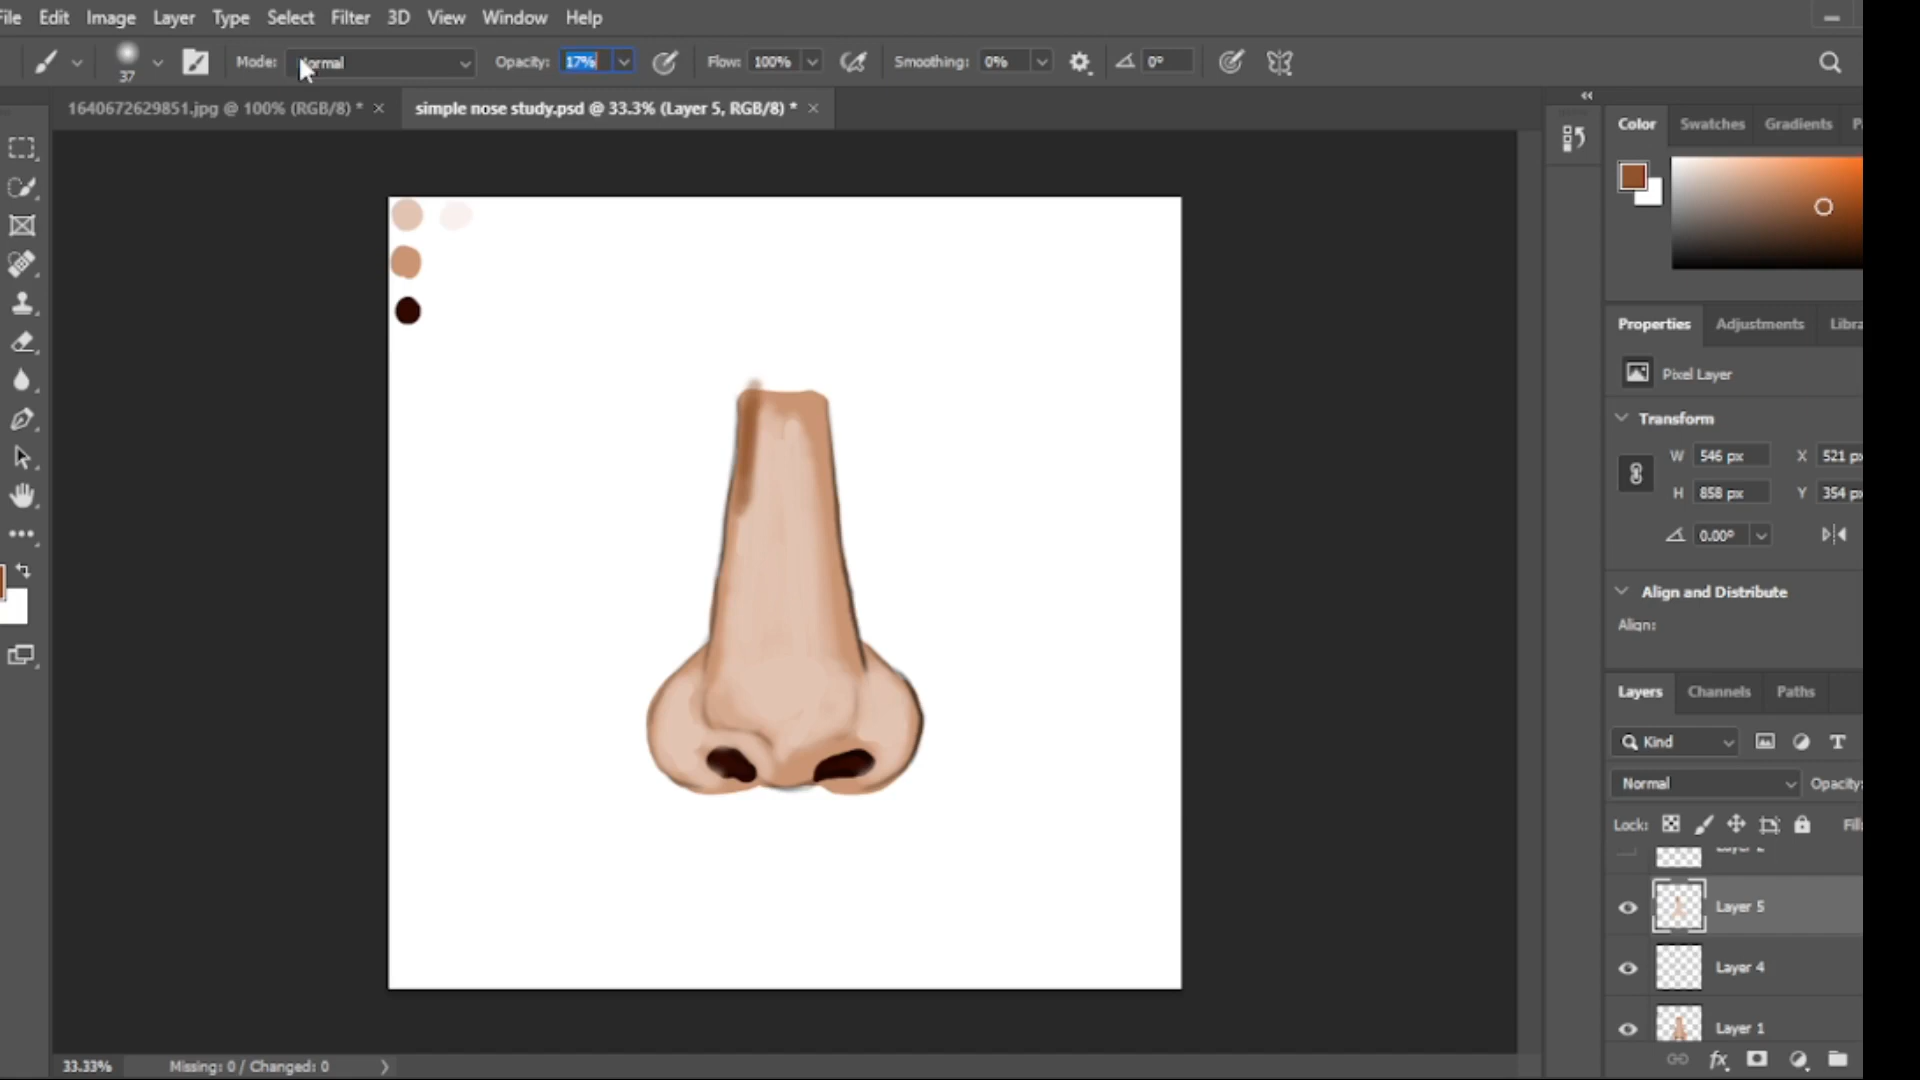 File Edit Image Layer Type Select Filter 3D View Window Help
37 Mode: Normal Opacity: 17% Flow: 100% Smoothing: 0% 0°
1640672629851.jpg @ 100% (RGB/8) * × simple nose study.psd @ 33.3% (Layer 5, RGB/8) * ×
Color Swatches Gradients P
Properties Adjustments Libra
Pixel Layer
Transform
W 546 px X 521 px
H 858 px Y 354 px
0.00°
Align and Distribute
Align:
Layers Channels Paths
Kind
Normal Opacity:
Lock: Fill
Layer 2
Layer 5
Layer 4
Layer 1
33.33% Missing: 0 / Changed: 0